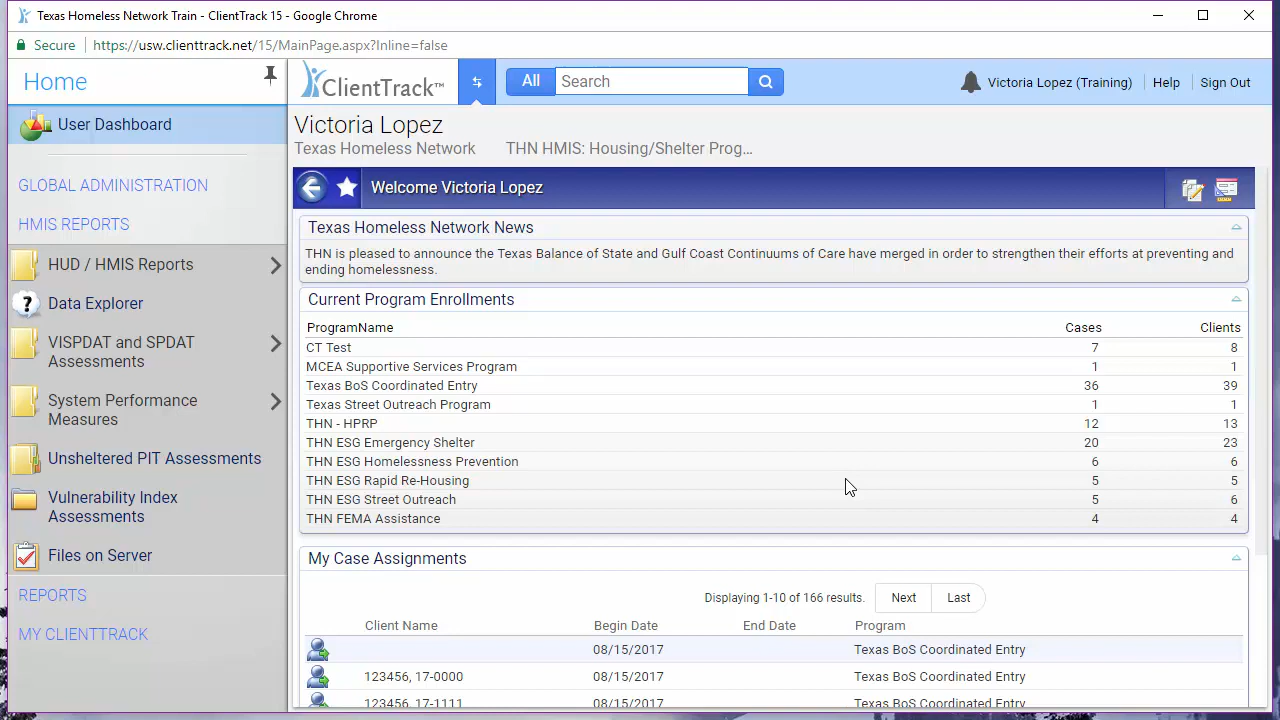 Texas Homeless Network Train - ClientTrack 15 - Google Chrome
Secure https://usw.clienttrack.net/15/MainPage.aspx?Inline=false
Home
ClientTrack™
All Search
Victoria Lopez (Training) Help Sign Out
User Dashboard
Victoria Lopez
Texas Homeless Network THN HMIS: Housing/Shelter Prog...
GLOBAL ADMINISTRATION
HMIS REPORTS
HUD / HMIS Reports
Data Explorer
VISPDAT and SPDAT
Assessments
System Performance
Measures
Unsheltered PIT Assessments
Vulnerability Index
Assessments
Files on Server
REPORTS
MY CLIENTTRACK
Welcome Victoria Lopez
Texas Homeless Network News
THN is pleased to announce the Texas Balance of State and Gulf Coast Continuums of Care have merged in order to strengthen their efforts at preventing and
ending homelessness.
Current Program Enrollments
ProgramName Cases Clients
CT Test 7 8
MCEA Supportive Services Program 1 1
Texas BoS Coordinated Entry 36 39
Texas Street Outreach Program 1 1
THN - HPRP 12 13
THN ESG Emergency Shelter 20 23
THN ESG Homelessness Prevention 6 6
THN ESG Rapid Re-Housing 5 5
THN ESG Street Outreach 5 6
THN FEMA Assistance 4 4
My Case Assignments
Displaying 1-10 of 166 results. Next Last
Client Name Begin Date End Date Program
08/15/2017 Texas BoS Coordinated Entry
123456, 17-0000 08/15/2017 Texas BoS Coordinated Entry
123456, 17-1111 08/15/2017 Texas BoS Coordinated Entry